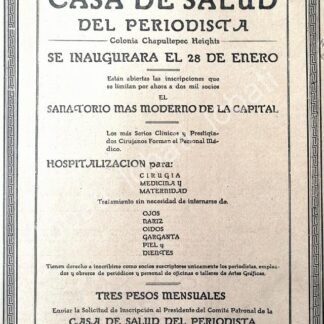 CASA DE SALUD
DEL PERIODISTA
Colonia Chapultepec Heights
SE INAUGURARA EL 28 DE ENERO
Están abiertas las inscripciones que
se limitan por ahora a dos mil socios
EL
SANATORIO MAS MODERNO DE LA CAPITAL
Los más Serios Clínicos y Prestigia-
dos Cirujanos Forman el Personal Mé-
dico.
HOSPITALIZACION para:
CIRUGIA
MEDICINA Y
MATERNIDAD
Tratamiento sin necesidad de internarse de:
OJOS
NARIZ
OIDOS
GARGANTA
PIEL y
DIENTES
Tienen derecho a inscribirse como socios suscriptores unicamente los periodistas, emplea-
dos y obreros de periódicos y personal de oficinas o talleres de Artes Gráficas.
TRES PESOS MENSUALES
Enviar la Solicitud de Inscripción al Presidente del Comité Patronal de la
CASA DE SALUD DEL PERIODISTA